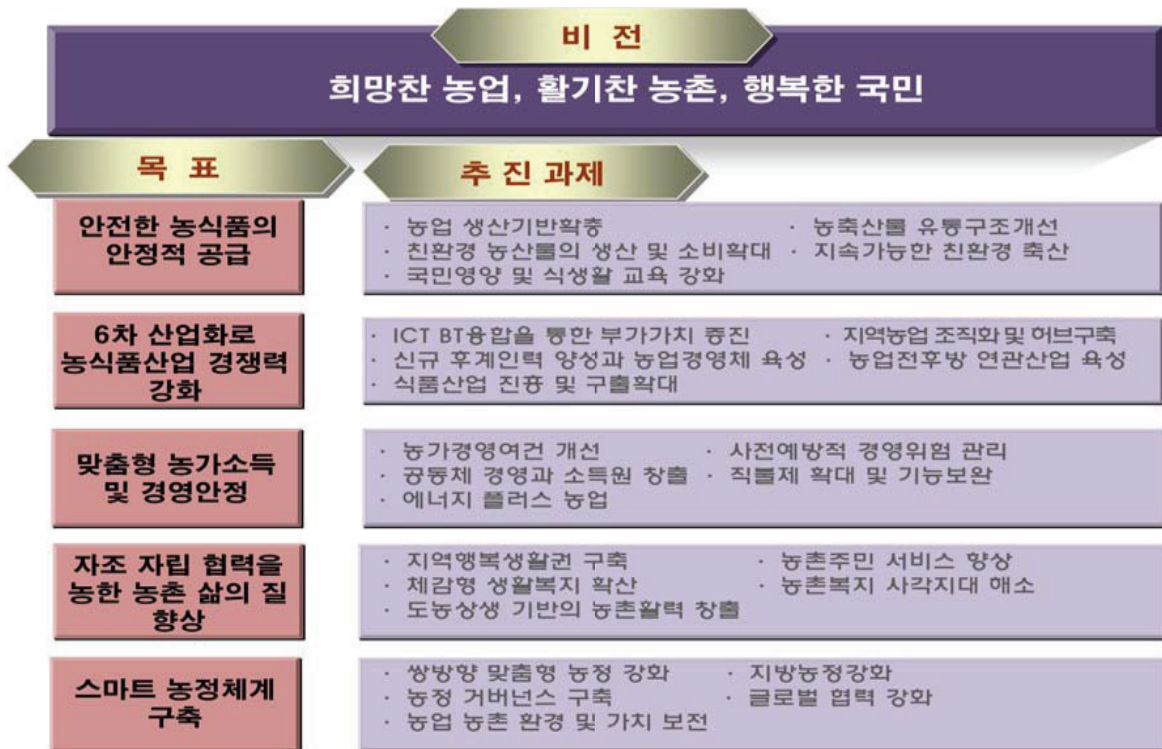 비 전
희망찬 농업, 활기찬 농촌, 행복한 국민
목 표
추 진 과제
안전한 농식품의
안정적 공급
· 농업 생산기반확충 · 농축산물 유통구조개선
· 친환경 농산물의 생산 및 소비확대 · 지속가능한 친환경 축산
· 국민영양 및 식생활 교육 강화
6차 산업화로
농식품산업 경쟁력
강화
· ICT BT융합을 통한 부가가치 증진 · 지역농업 조직화 및 허브구축
· 신규 후계인력 양성과 농업경영체 육성 · 농업전후방 연관산업 육성
· 식품산업 진흥 및 구출확대
맞춤형 농가소득
및 경영안정
· 농가경영여건 개선 · 사전예방적 경영위험 관리
· 공동체 경영과 소득원 창출 · 직불제 확대 및 기능보완
· 에너지 플러스 농업
자조 자립 협력을
농한 농촌 삶의 질
향상
· 지역행복생활권 구축 · 농촌주민 서비스 향상
· 체감형 생활복지 확산 · 농촌복지 사각지대 해소
· 도농상생 기반의 농촌활력 창출
스마트 농정체계
구축
· 쌍방향 맞춤형 농정 강화 · 지방농정강화
· 농정 거버넌스 구축 · 글로벌 협력 강화
· 농업 농촌 환경 및 가치 보전